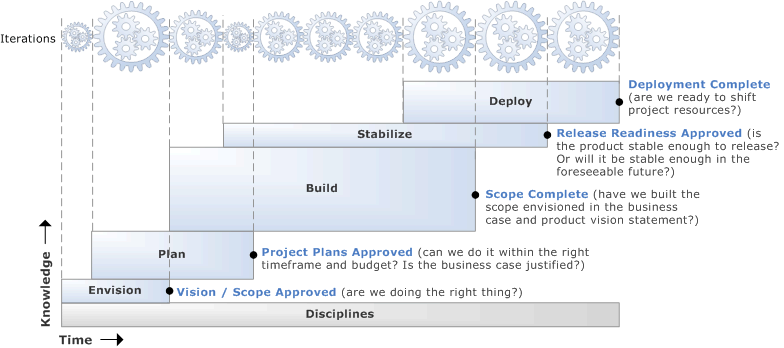 Iterations
Deploy
Deployment Complete
(are we ready to shift
project resources?)
Stabilize
Release Readiness Approved (is
the product stable enough to release?
Or will it be stable enough in the
foreseeable future?)
Build
Scope Complete (have we built the
scope envisioned in the business
case and product vision statement?)
Plan
Project Plans Approved (can we do it within the right
timeframe and budget? Is the business case justified?)
Envision
Vision / Scope Approved (are we doing the right thing?)
Knowledge
Disciplines
Time